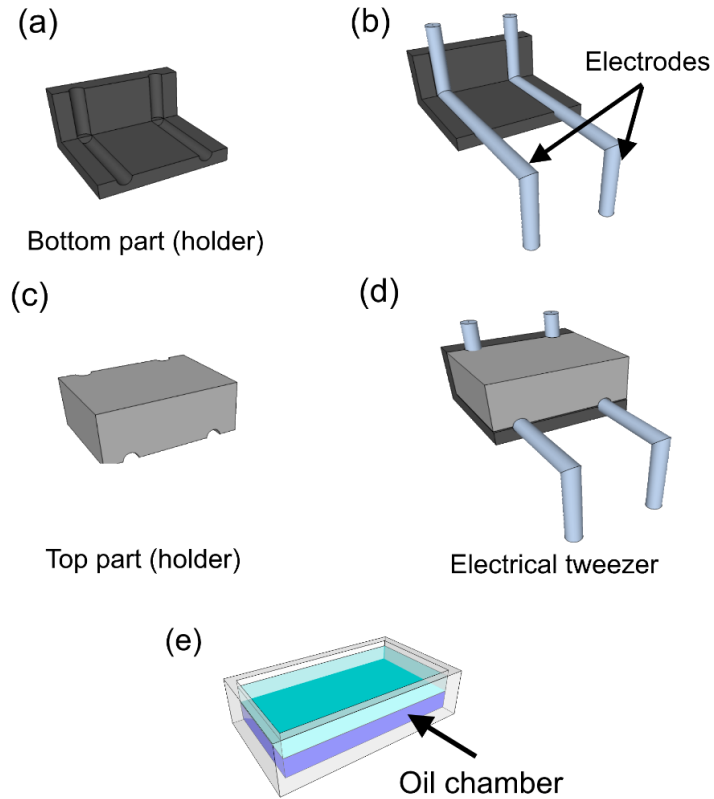 (a)
(b)
Electrodes
Bottom part (holder)
(c)
(d)
Top part (holder)
Electrical tweezer
(e)
Oil chamber